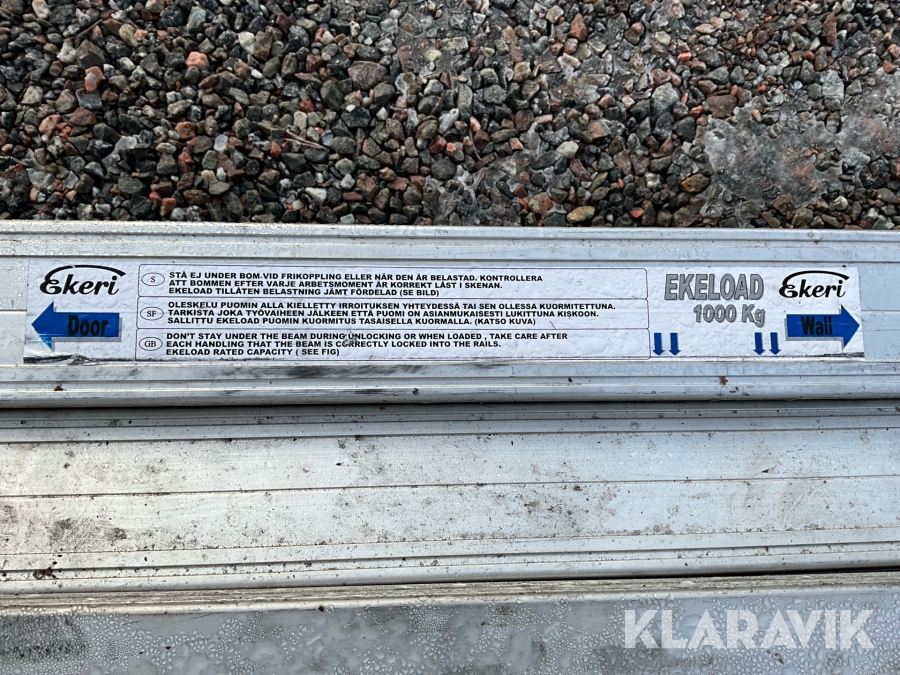 Ekeri
Door
S
STÅ EJ UNDER BOM-VID FRIKOPPLING ELLER NÄR DEN ÄR BELASTAD. KONTROLLERA
ATT BOMMEN EFTER VARJE ARBETSMOMENT ÄR KORREKT LÅST I SKENAN.
EKELOAD TILLÅTEN BELASTNING JÄMT FÖRDELAD (SE BILD)
SF
OLESKELU PUOMIN ALLA KIELLETTY IRROITUKSEN YHTEYDESSÄ TAI SEN OLLESSA KUORMITETTUNA.
TARKISTA JOKA TYÖVAIHEEN JÄLKEEN ETTÄ PUOMI ON ASIANMUKAISESTI LUKITTUNA KISKOON.
SALLITTU EKELOAD PUOMIN KUORMITUS TASAISELLA KUORMALLA. (KATSO KUVA)
GB
DON'T STAY UNDER THE BEAM DURING UNLOCKING OR WHEN LOADED , TAKE CARE AFTER
EACH HANDLING THAT THE BEAM IS CORRECTLY LOCKED INTO THE RAILS.
EKELOAD RATED CAPACITY ( SEE FIG)
EKELOAD
1000 Kg
Ekeri
Wall
KLARAVIK